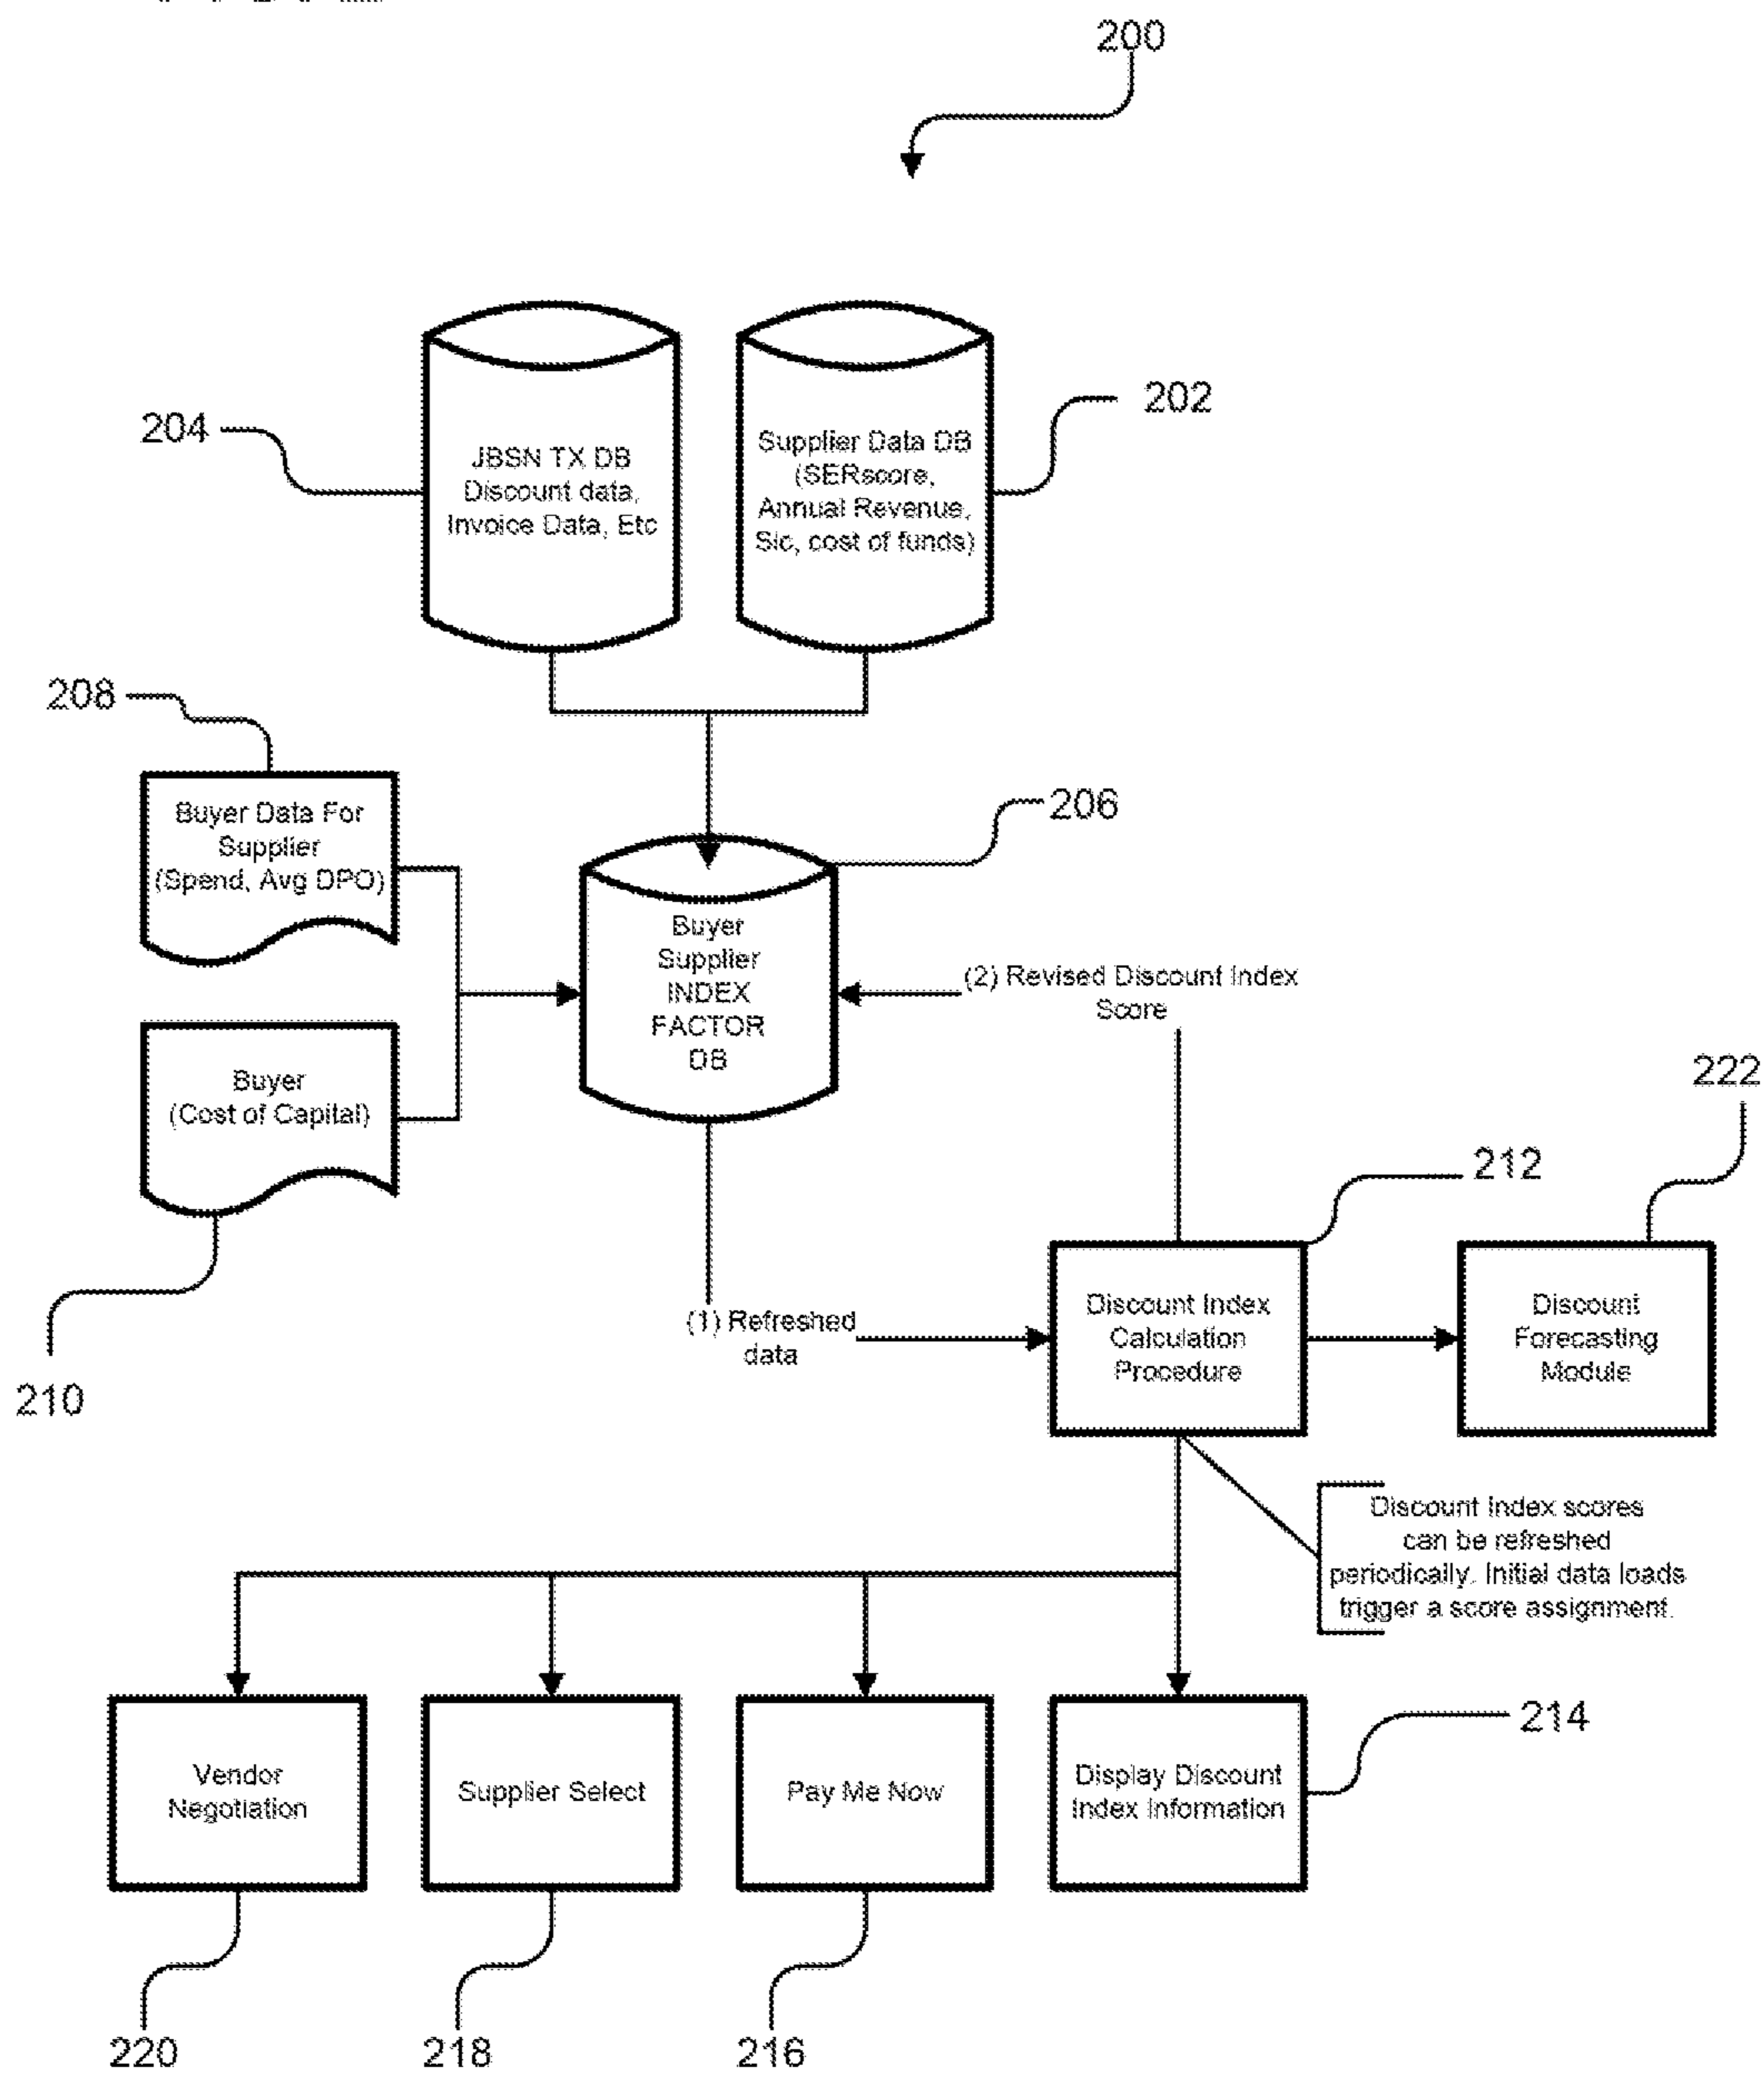 200
204
202
JBSN TX DB
Discount data,
Invoice Data, Etc
Supplier Data DB
(SERscore,
Annual Revenue,
Sic, cost of funds)
208
Buyer Data For
Supplier
(Spend, Avg DPO)
206
Buyer
Supplier
INDEX
FACTOR
DB
(2) Revised Discount Index
Score
Buyer
(Cost of Capital)
222
212
210
(1) Refreshed
data
Discount Index
Calculation
Procedure
Discount
Forecasting
Module
Discount Index scores
can be refreshed
periodically. Initial data loads
trigger a score assignment.
Vendor
Negotiation
Supplier Select
Pay Me Now
Display Discount
Index Information
214
220
218
216